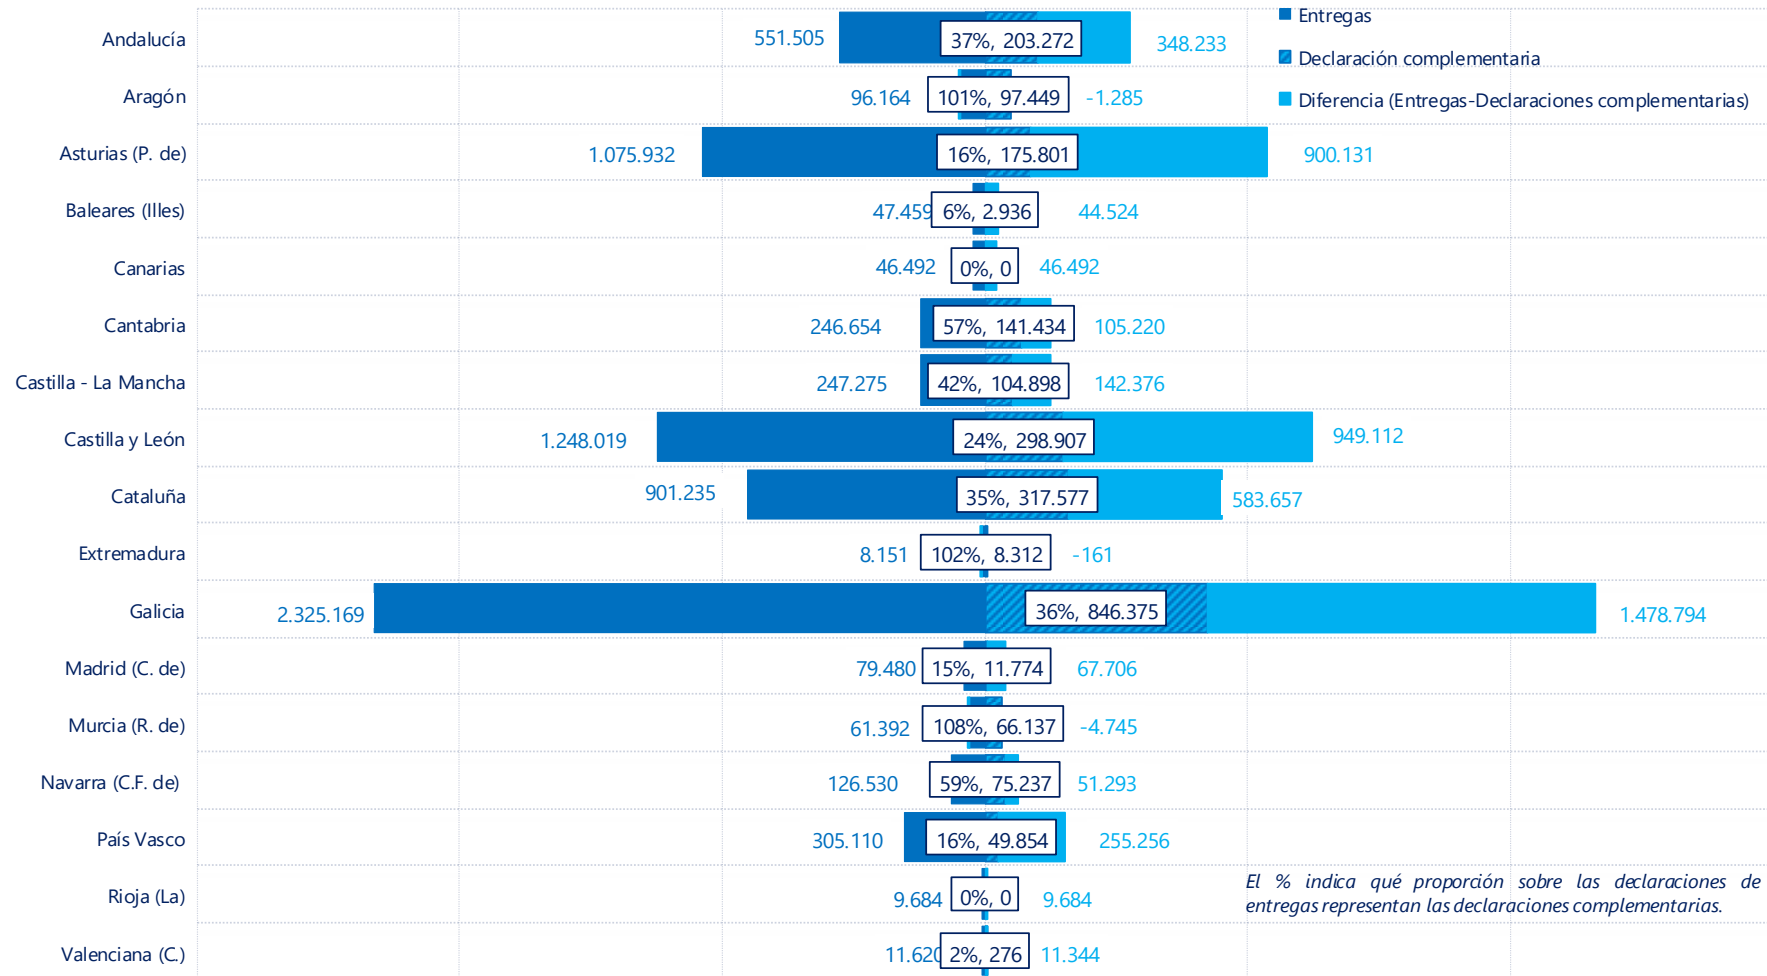 Entregas
Declaración complementaria
Diferencia (Entregas-Declaraciones complementarias)
Andalucía 551.505 37%, 203.272 348.233
Aragón 96.164 101%, 97.449 -1.285
Asturias (P. de) 1.075.932 16%, 175.801 900.131
Baleares (Illes) 47.459 6%, 2.936 44.524
Canarias 46.492 0%, 0 46.492
Cantabria 246.654 57%, 141.434 105.220
Castilla - La Mancha 247.275 42%, 104.898 142.376
Castilla y León 1.248.019 24%, 298.907 949.112
Cataluña 901.235 35%, 317.577 583.657
Extremadura 8.151 102%, 8.312 -161
Galicia 2.325.169 36%, 846.375 1.478.794
Madrid (C. de) 79.480 15%, 11.774 67.706
Murcia (R. de) 61.392 108%, 66.137 -4.745
Navarra (C.F. de) 126.530 59%, 75.237 51.293
País Vasco 305.110 16%, 49.854 255.256
Rioja (La) 9.684 0%, 0 9.684
Valenciana (C.) 11.620 2%, 276 11.344
El % indica qué proporción sobre las declaraciones de
entregas representan las declaraciones complementarias.